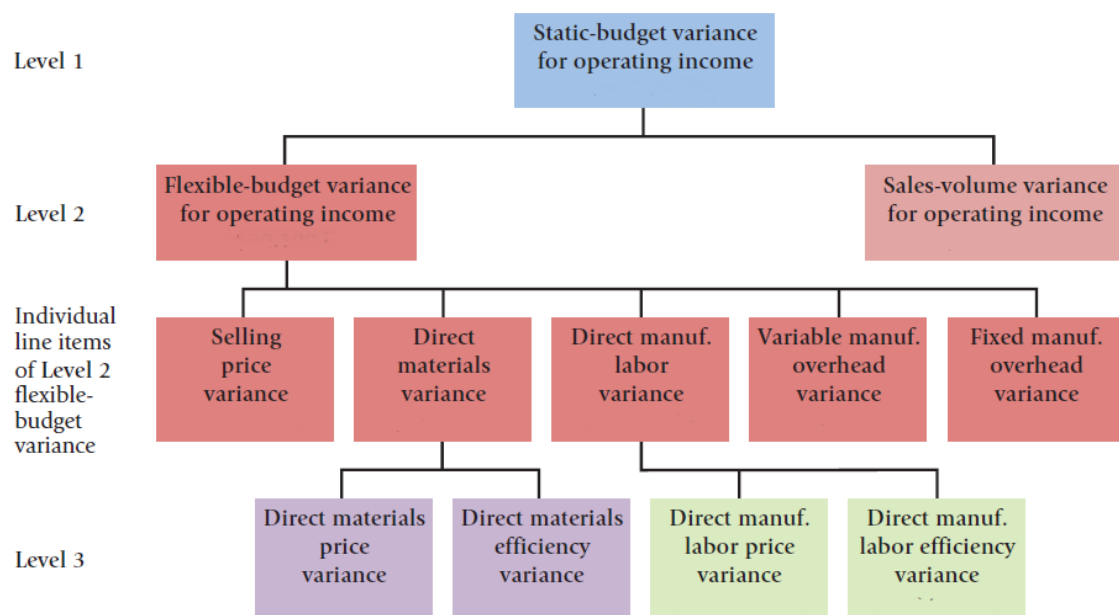 Level 1
Static-budget variance
for operating income
Level 2
Flexible-budget variance
for operating income
Sales-volume variance
for operating income
Individual
line items
of Level 2
flexible-
budget
variance
Selling
price
variance
Direct
materials
variance
Direct manuf.
labor
variance
Variable manuf.
overhead
variance
Fixed manuf.
overhead
variance
Level 3
Direct materials
price
variance
Direct materials
efficiency
variance
Direct manuf.
labor price
variance
Direct manuf.
labor efficiency
variance